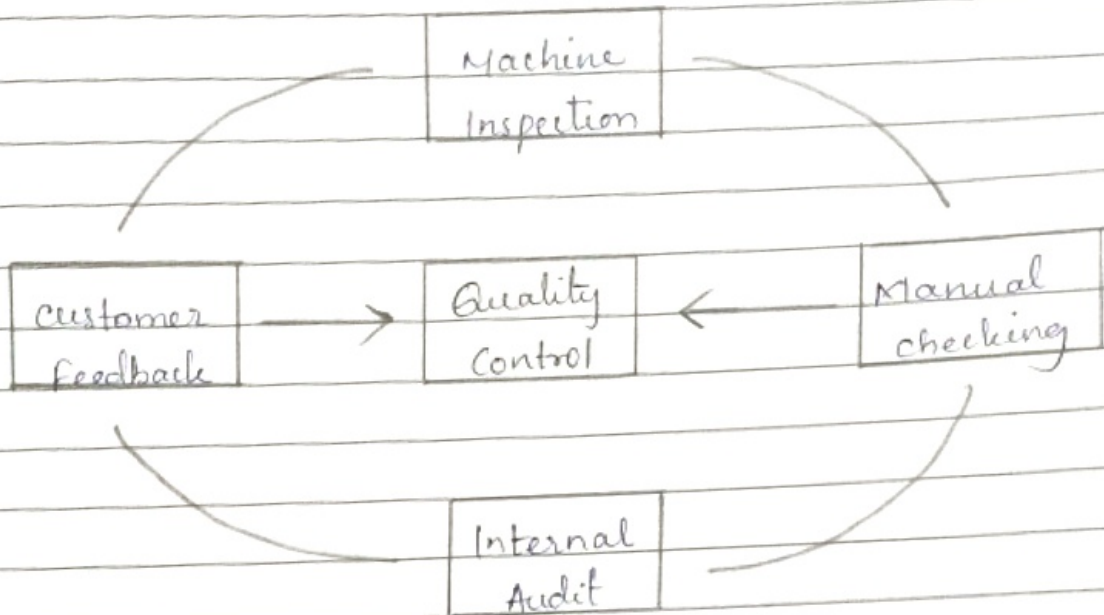 Machine
Inspection
customer
feedback
Quality
Control
Manual
checking
Internal
Audit